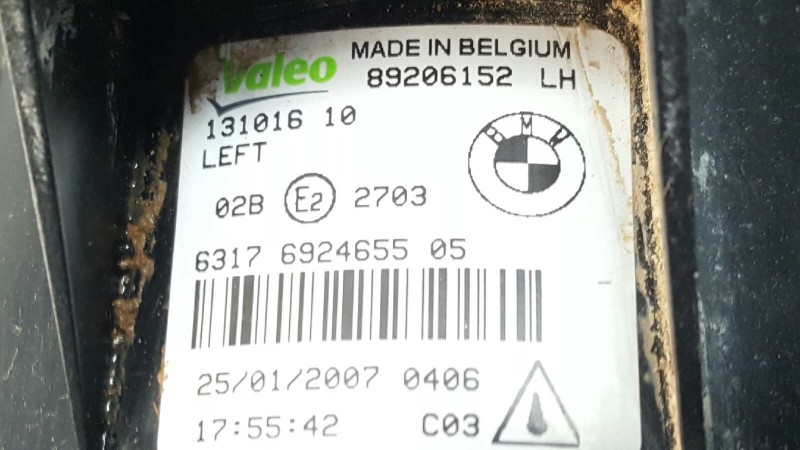 Valeo MADE IN BELGIUM
89206152 LH
131016 10
LEFT
BMW
02B E2 2703
6317 6924655 05
25/01/2007 0406
17:55:42 C03